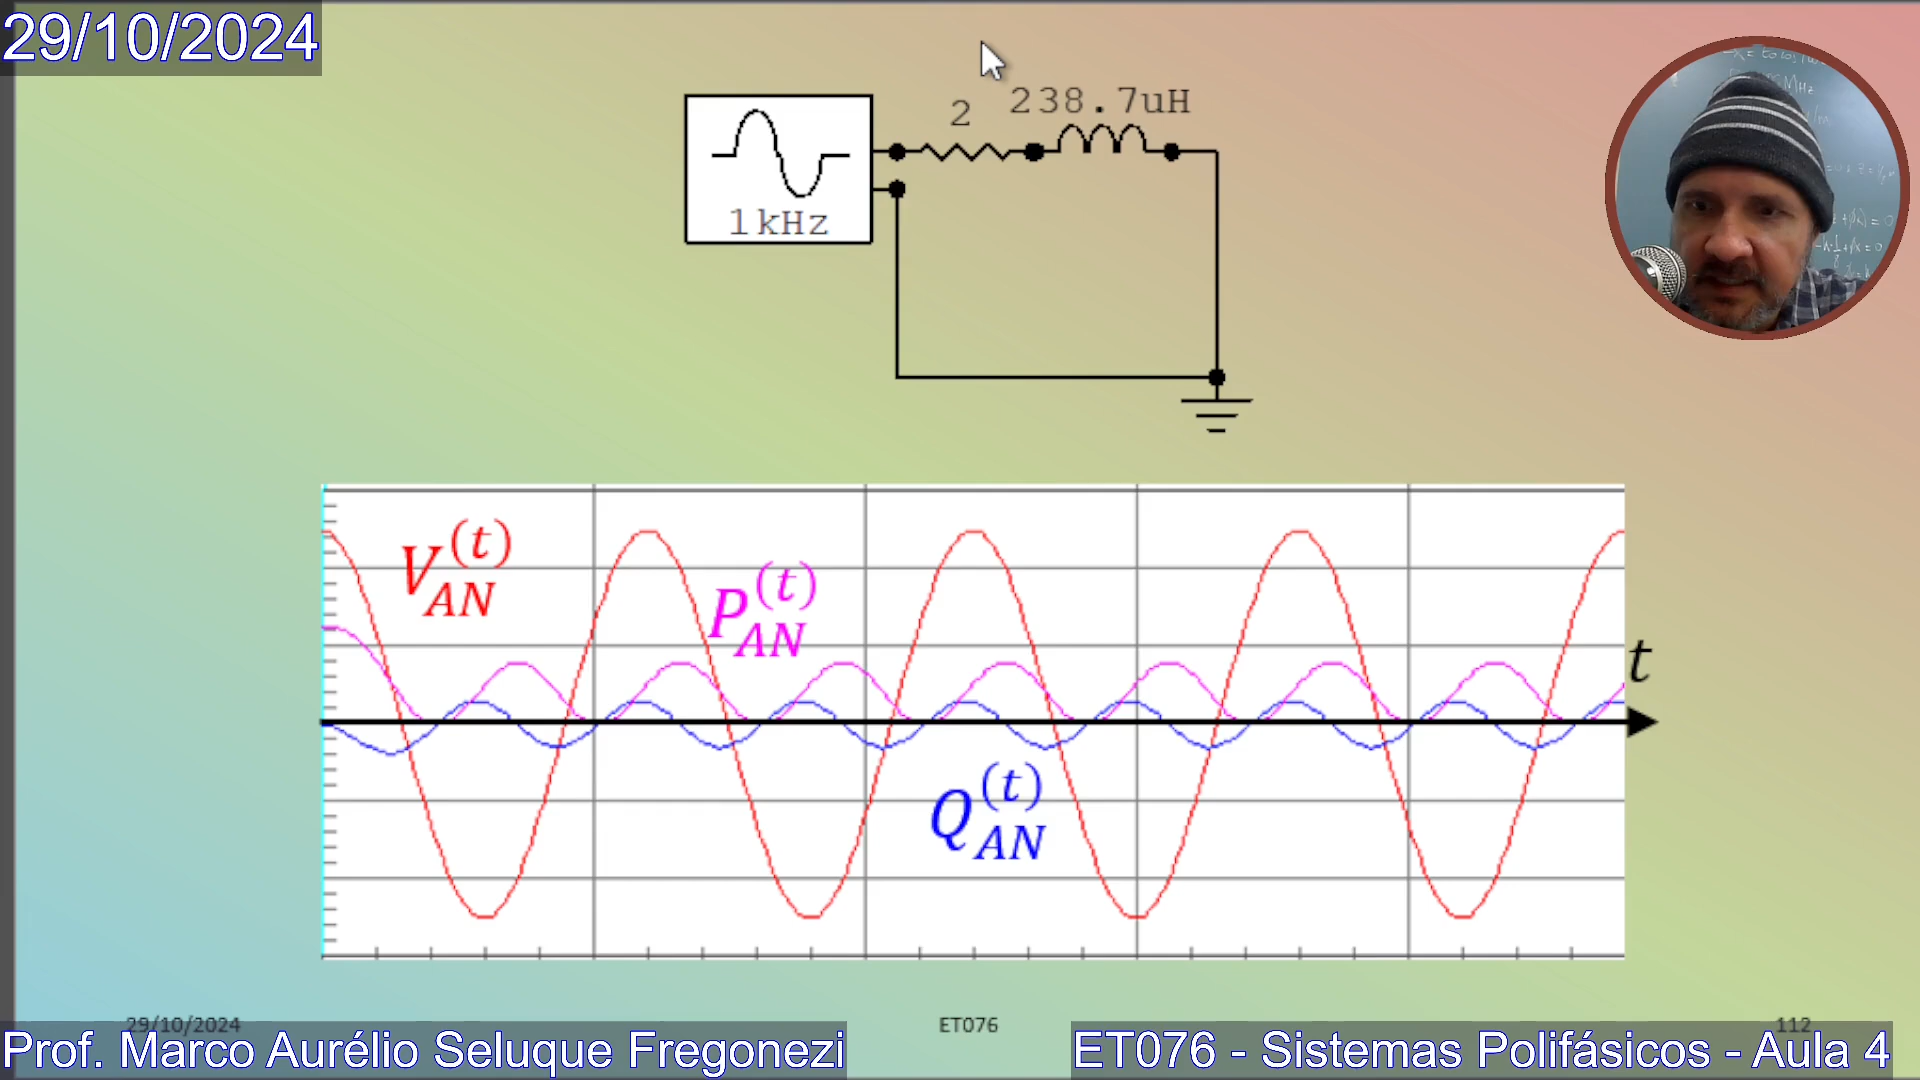 29/10/2024
2
238.7uH
1kHz
V_AN^(t)
P_AN^(t)
t
Q_AN^(t)
29/10/2024
ET076
112
Prof. Marco Aurélio Seluque Fregonezi
ET076 - Sistemas Polifásicos - Aula 4